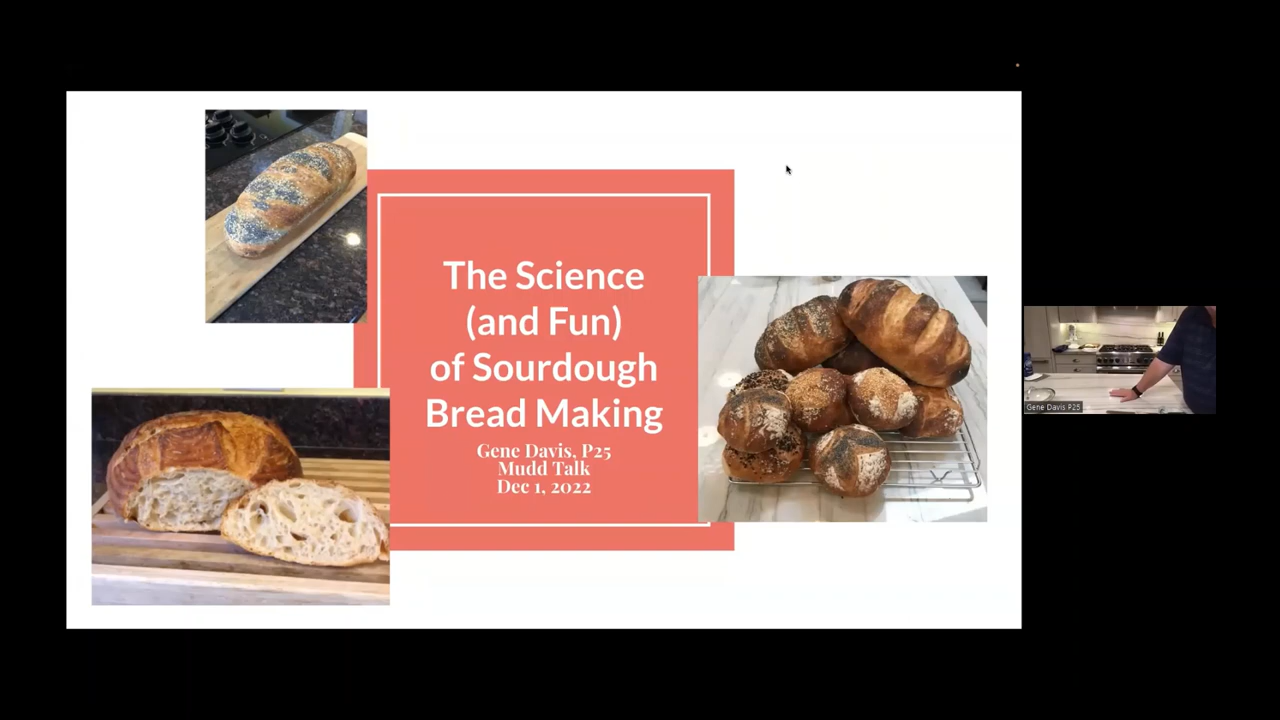 The Science
(and Fun)
of Sourdough
Bread Making
Gene Davis, P25
Mudd Talk
Dec 1, 2022
Gene Davis P25